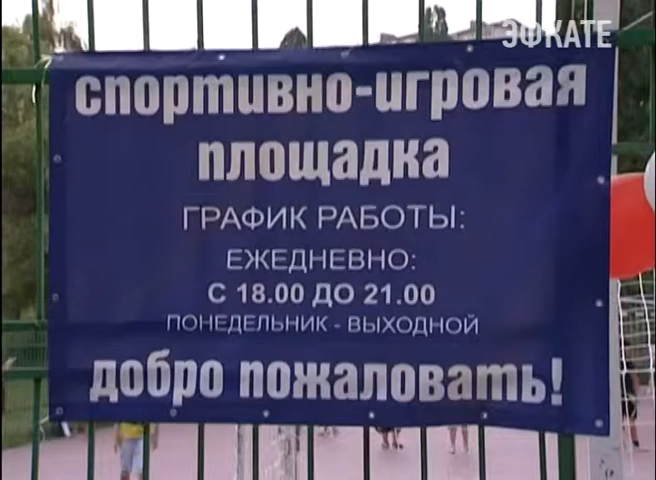 ЭФКАТЕ
спортивно-игровая
площадка
ГРАФИК РАБОТЫ:
ЕЖЕДНЕВНО:
С 18.00 ДО 21.00
ПОНЕДЕЛЬНИК - ВЫХОДНОЙ
добро пожаловать!